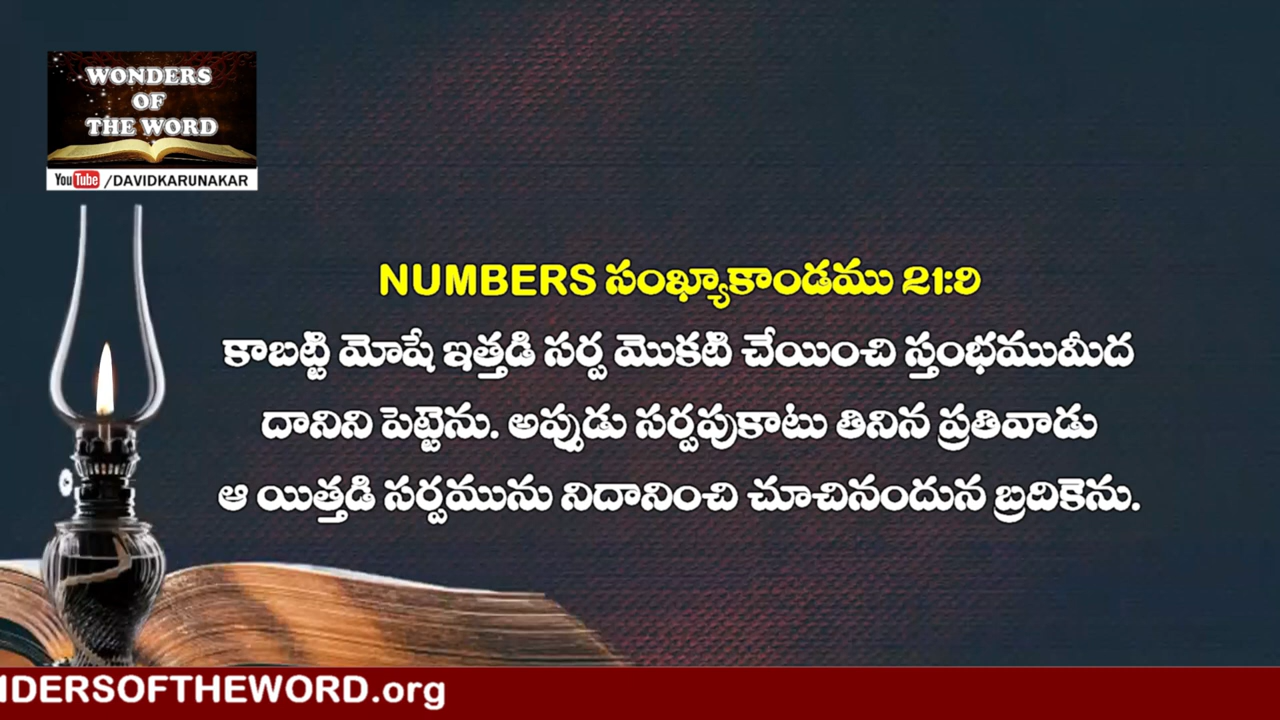 WONDERS
OF
THE WORD
YouTube /DAVIDKARUNAKAR
NUMBERS సంఖ్యాకాండము 21:9
కాబట్టి మోషే ఇత్తడి సర్ప మొకటి చేయించి స్తంభముమీద
దానిని పెట్టెను. అప్పుడు సర్పపుకాటు తినిన ప్రతివాడు
ఆ యిత్తడి సర్పమును నిదానించి చూచినందున బ్రదికెను.
NDERSOFTHEWORD.org